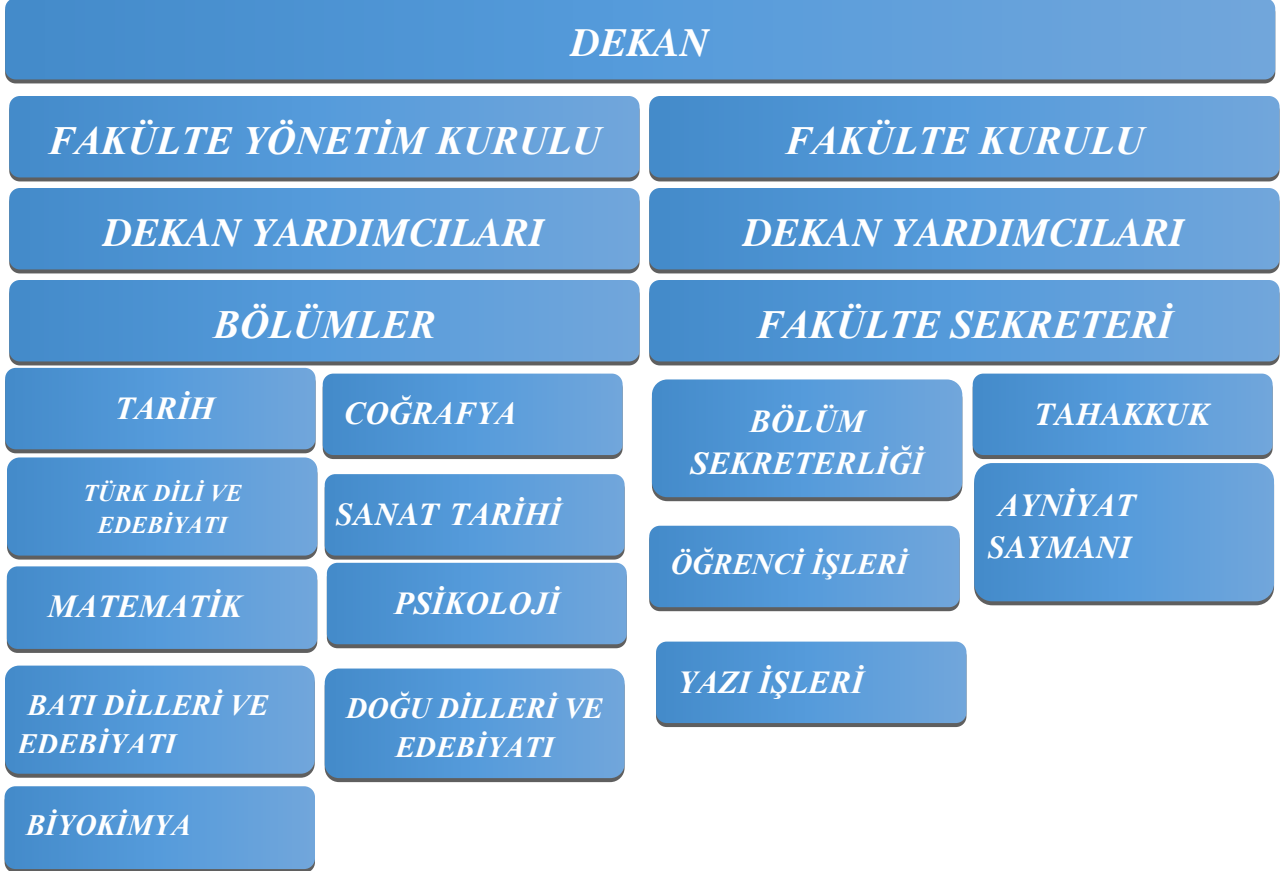 DEKAN
FAKÜLTE YÖNETİM KURULU
FAKÜLTE KURULU
DEKAN YARDIMCILARI
DEKAN YARDIMCILARI
BÖLÜMLER
FAKÜLTE SEKRETERİ
TARİH
COĞRAFYA
TÜRK DİLİ VE
EDEBİYATI
SANAT TARİHİ
MATEMATİK
PSİKOLOJİ
BATI DİLLERİ VE
EDEBİYATI
DOĞU DİLLERİ VE
EDEBİYATI
BİYOKİMYA
BÖLÜM
SEKRETERLİĞİ
TAHAKKUK
AYNİYAT
SAYMANI
ÖĞRENCİ İŞLERİ
YAZI İŞLERİ